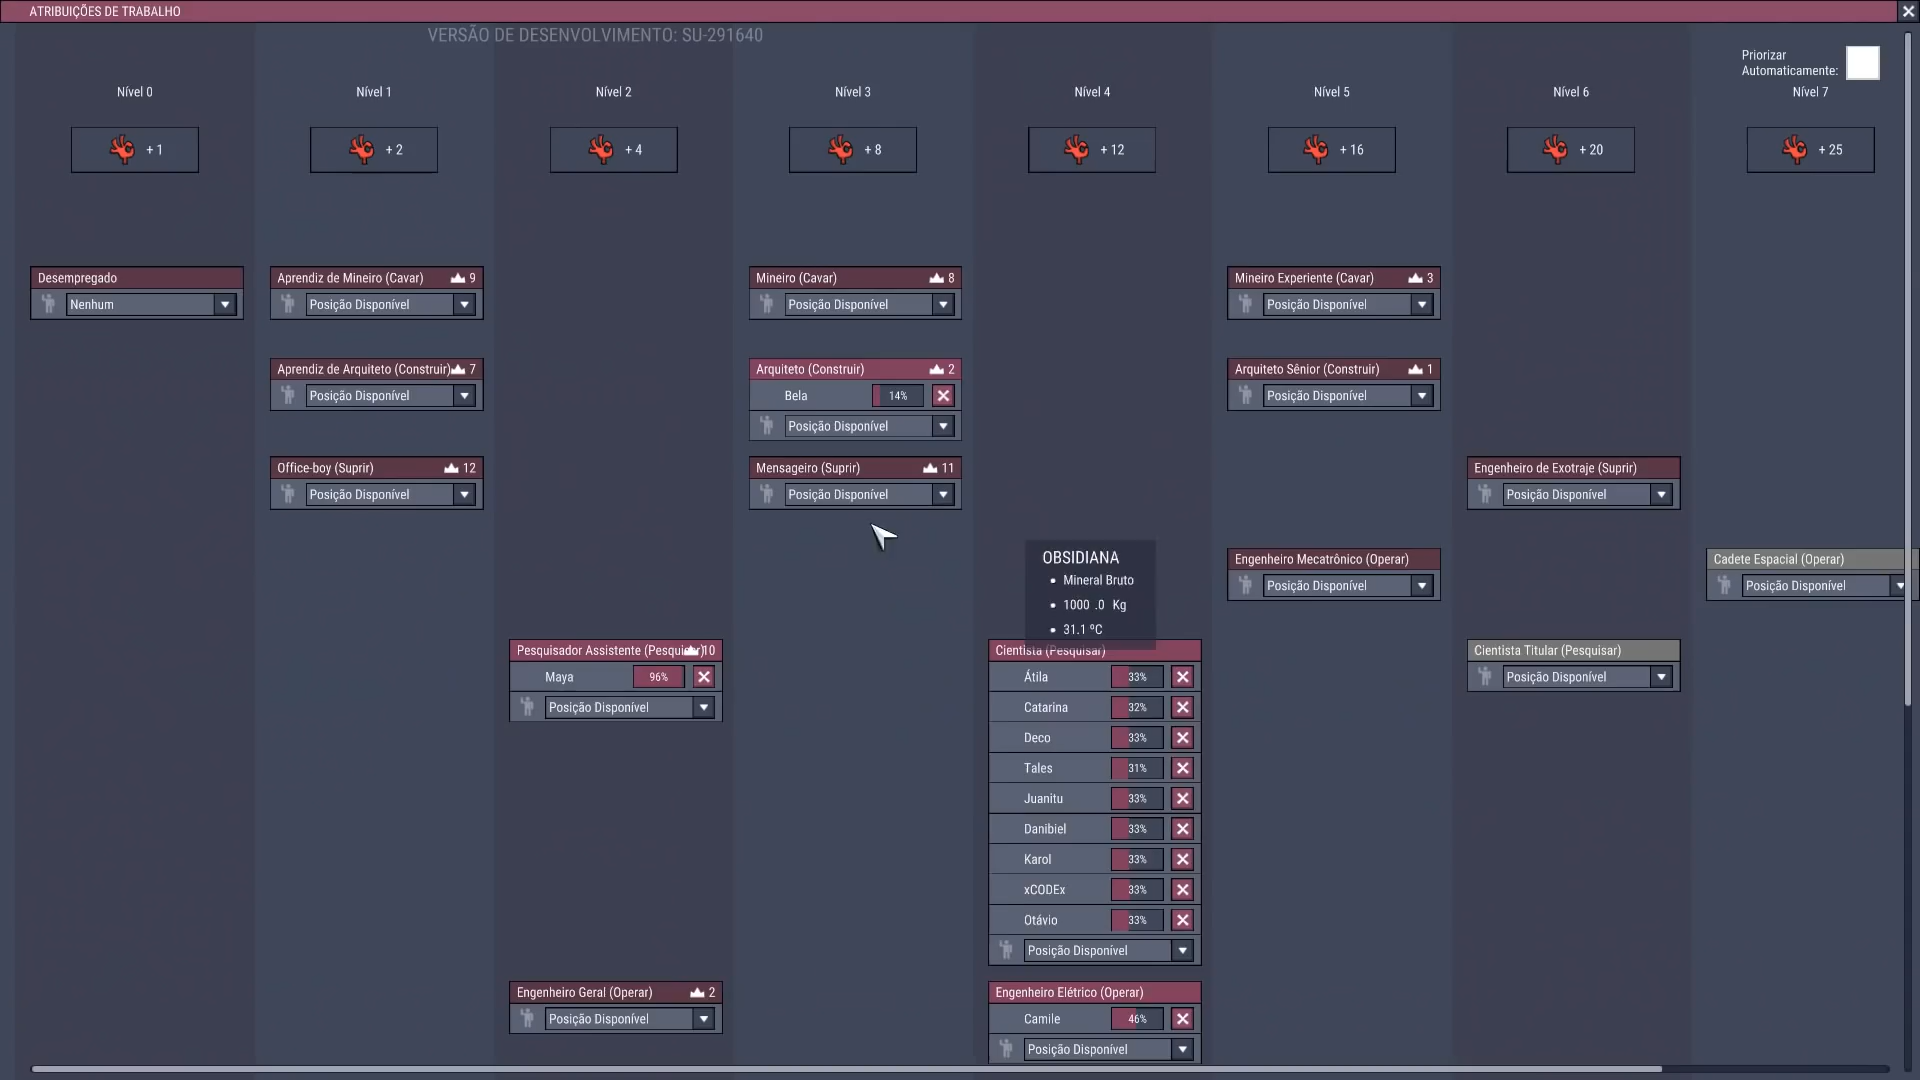 ATRIBUIÇÕES DE TRABALHO
VERSÃO DE DESENVOLVIMENTO: SU-291640
Priorizar
Automaticamente:
Nível 0
Nível 1
Nível 2
Nível 3
Nível 4
Nível 5
Nível 6
Nível 7
+ 1
+ 2
+ 4
+ 8
+ 12
+ 16
+ 20
+ 25
Desempregado
Nenhum
Aprendiz de Mineiro (Cavar) 9
Posição Disponível
Mineiro (Cavar) 8
Posição Disponível
Mineiro Experiente (Cavar) 3
Posição Disponível
Aprendiz de Arquiteto (Construir) 7
Posição Disponível
Arquiteto (Construir) 2
Bela 14%
Posição Disponível
Arquiteto Sênior (Construir) 1
Posição Disponível
Office-boy (Suprir) 12
Posição Disponível
Mensageiro (Suprir) 11
Posição Disponível
Engenheiro de Exotraje (Suprir)
Posição Disponível
OBSIDIANA
• Mineral Bruto
• 1000 .0 Kg
• 31.1 ºC
Engenheiro Mecatrônico (Operar)
Posição Disponível
Cadete Espacial (Operar)
Posição Disponível
Pesquisador Assistente (Pesquisar) 10
Maya 96%
Posição Disponível
Cientista (Pesquisar)
Átila 33%
Catarina 32%
Deco 33%
Tales 31%
Juanitu 33%
Danibiel 33%
Karol 33%
xCODEx 33%
Otávio 33%
Posição Disponível
Cientista Titular (Pesquisar)
Posição Disponível
Engenheiro Geral (Operar) 2
Posição Disponível
Engenheiro Elétrico (Operar)
Camile 46%
Posição Disponível